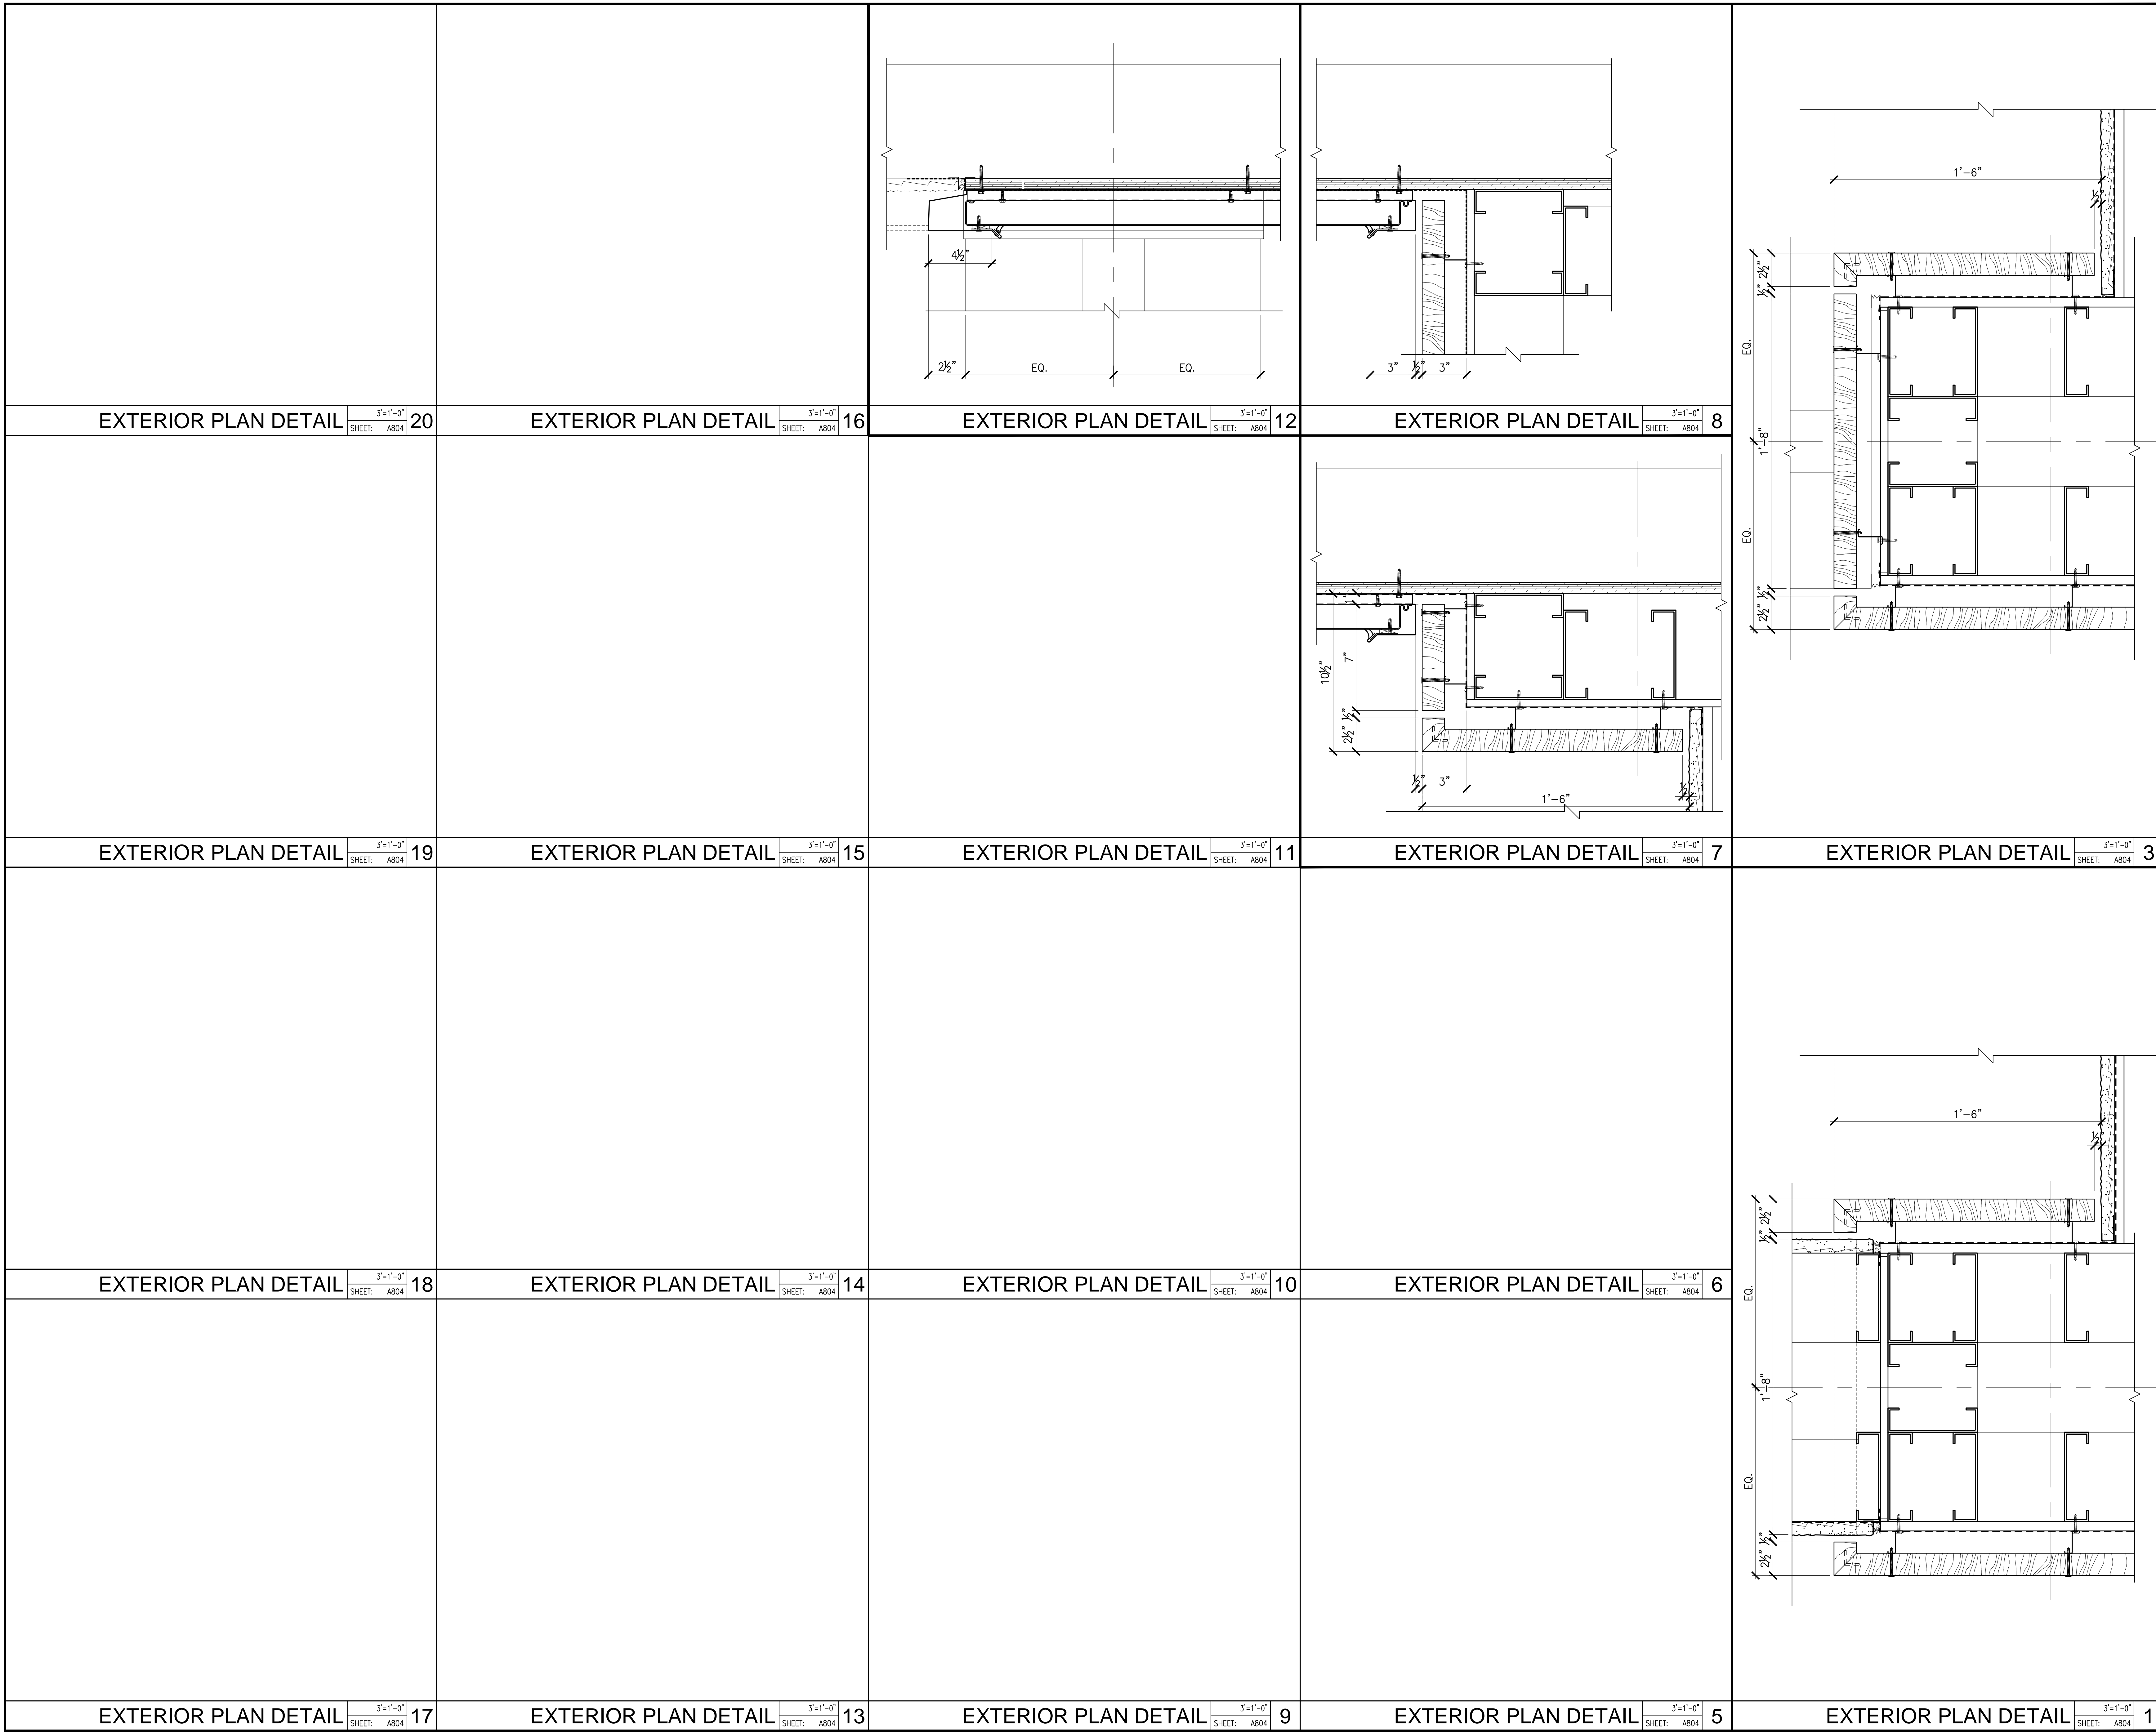 4½"
2½"
EQ.
EQ.
3"
½"
3"
1'-6"
½"
2½"
½"
EQ.
1'-8"
EQ.
½"
2½"
EXTERIOR PLAN DETAIL 3"=1'-0" SHEET: A804 20
EXTERIOR PLAN DETAIL 3"=1'-0" SHEET: A804 16
EXTERIOR PLAN DETAIL 3"=1'-0" SHEET: A804 12
EXTERIOR PLAN DETAIL 3"=1'-0" SHEET: A804 8
1"
7"
10½"
½"
2½"
½"
3"
½"
1'-6"
EXTERIOR PLAN DETAIL 3"=1'-0" SHEET: A804 19
EXTERIOR PLAN DETAIL 3"=1'-0" SHEET: A804 15
EXTERIOR PLAN DETAIL 3"=1'-0" SHEET: A804 11
EXTERIOR PLAN DETAIL 3"=1'-0" SHEET: A804 7
EXTERIOR PLAN DETAIL 3"=1'-0" SHEET: A804 3
EXTERIOR PLAN DETAIL 3"=1'-0" SHEET: A804 18
EXTERIOR PLAN DETAIL 3"=1'-0" SHEET: A804 14
EXTERIOR PLAN DETAIL 3"=1'-0" SHEET: A804 10
EXTERIOR PLAN DETAIL 3"=1'-0" SHEET: A804 6
1'-6"
½"
2½"
½"
EQ.
1'-8"
EQ.
½"
2½"
EXTERIOR PLAN DETAIL 3"=1'-0" SHEET: A804 17
EXTERIOR PLAN DETAIL 3"=1'-0" SHEET: A804 13
EXTERIOR PLAN DETAIL 3"=1'-0" SHEET: A804 9
EXTERIOR PLAN DETAIL 3"=1'-0" SHEET: A804 5
EXTERIOR PLAN DETAIL 3"=1'-0" SHEET: A804 1